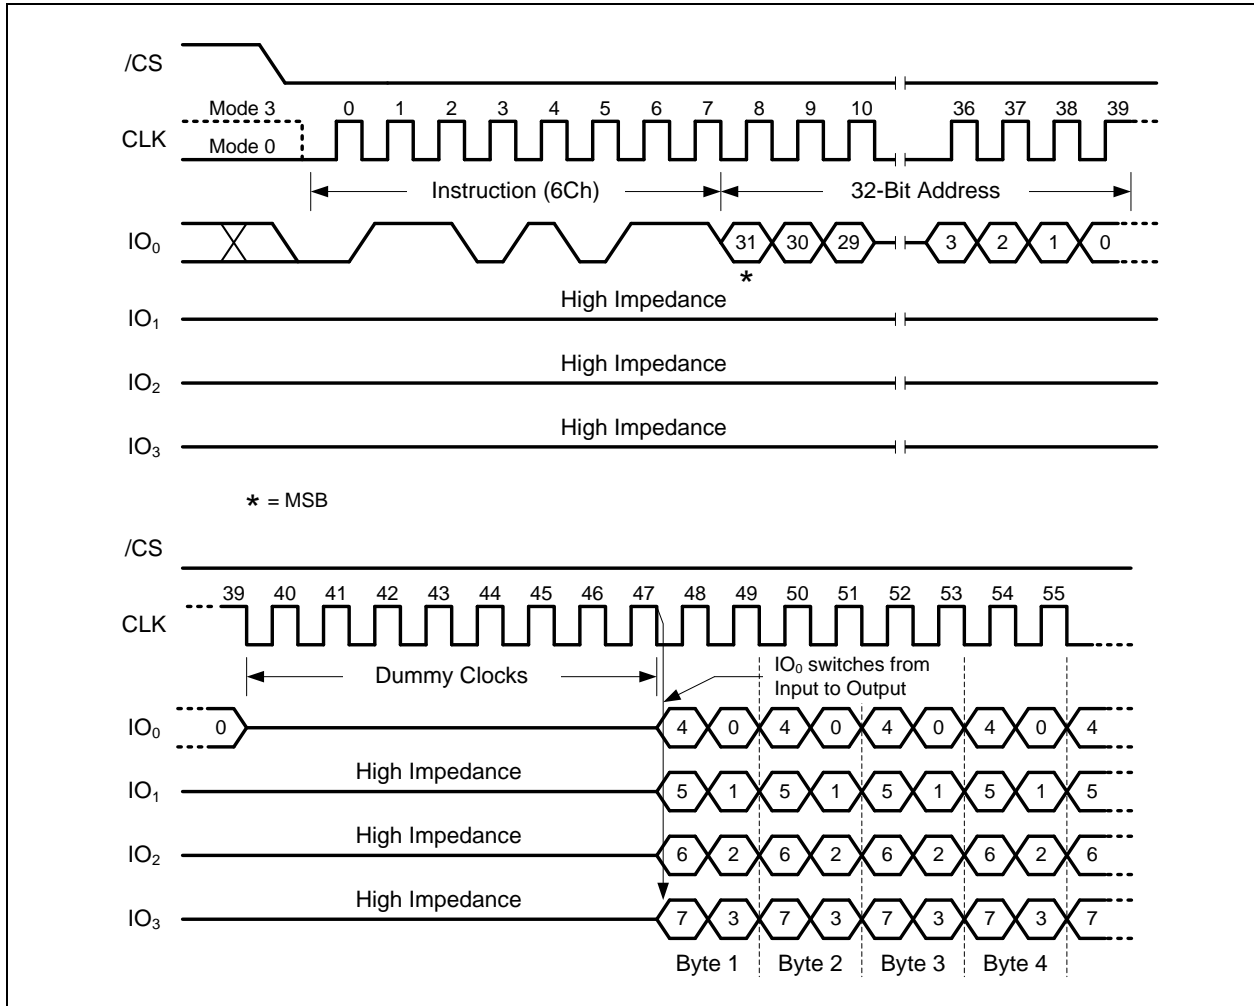 /CS
Mode 3 0 1 2 3 4 5 6 7 8 9 10 36 37 38 39
CLK
Mode 0
Instruction (6Ch) 32-Bit Address
IO0 31 30 29 3 2 1 0
*
High Impedance
IO1
High Impedance
IO2
High Impedance
IO3
* = MSB
/CS
39 40 41 42 43 44 45 46 47 48 49 50 51 52 53 54 55
CLK
Dummy Clocks
IO0 switches from
Input to Output
IO0 0 4 0 4 0 4 0 4 0 4
High Impedance
IO1 5 1 5 1 5 1 5 1 5
High Impedance
IO2 6 2 6 2 6 2 6 2 6
High Impedance
IO3 7 3 7 3 7 3 7 3 7
Byte 1 Byte 2 Byte 3 Byte 4